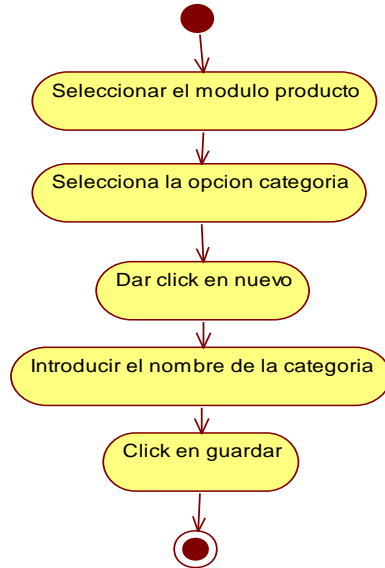 Seleccionar el modulo producto
Selecciona la opcion categoria
Dar click en nuevo
Introducir el nombre de la categoria
Click en guardar